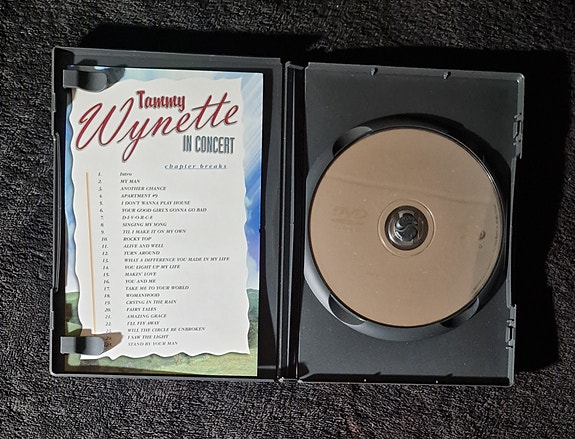 Tammy
Wynette
IN CONCERT
chapter breaks
1. Intro
2. MY MAN
3. ANOTHER CHANCE
4. APARTMENT #9
5. I DON'T WANNA PLAY HOUSE
6. YOUR GOOD GIRL'S GONNA GO BAD
7. D-I-V-O-R-C-E
8. SINGING MY SONG
9. TIL I MAKE IT ON MY OWN
10. ROCKY TOP
11. ALIVE AND WELL
12. TURN AROUND
13. WHAT A DIFFERENCE YOU MADE IN MY LIFE
14. YOU LIGHT UP MY LIFE
15. MAKIN' LOVE
16. YOU AND ME
17. TAKE ME TO YOUR WORLD
18. WOMANHOOD
19. CRYING IN THE RAIN
20. FAIRY TALES
21. AMAZING GRACE
22. I'LL FLY AWAY
23. WILL THE CIRCLE BE UNBROKEN
I SAW THE LIGHT
STAND BY YOUR MAN